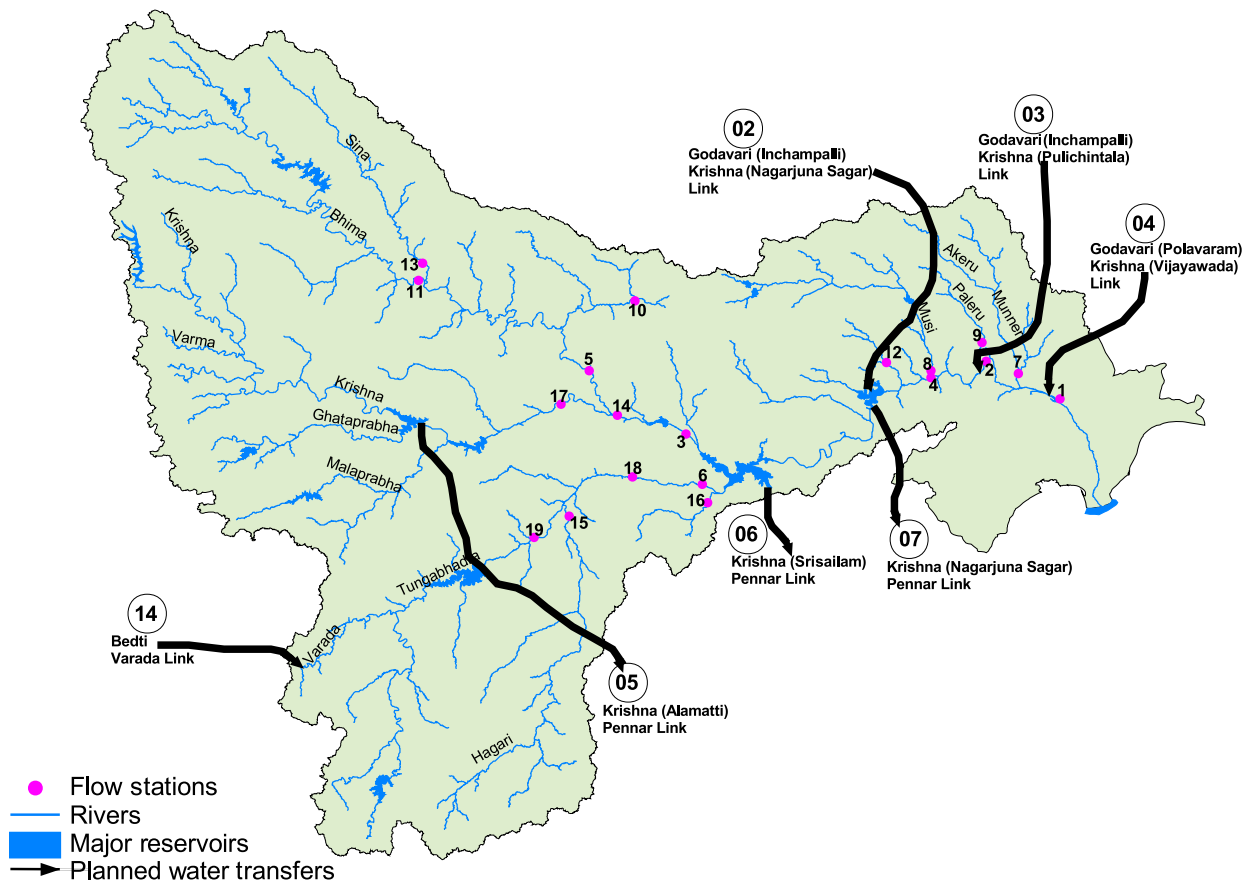 02
Godavari (Inchampalli)
Krishna (Nagarjuna Sagar)
Link
03
Godavari (Inchampalli)
Krishna (Pulichintala)
Link
04
Godavari (Polavaram)
Krishna (Vijayawada)
Link
Sina
Bhima
Krishna
13
11
10
Akeru
Paleru
Munneru
Musi
9
12
8
4
2
7
1
Varma
5
Krishna
17
14
Ghataprabha
3
Malaprabha
18
6
16
15
19
06
Krishna (Srisailam)
Pennar Link
07
Krishna (Nagarjuna Sagar)
Pennar Link
Tungabhadra
14
Bedti
Varada Link
Varada
05
Krishna (Alamatti)
Pennar Link
Hagari
Flow stations
Rivers
Major reservoirs
Planned water transfers